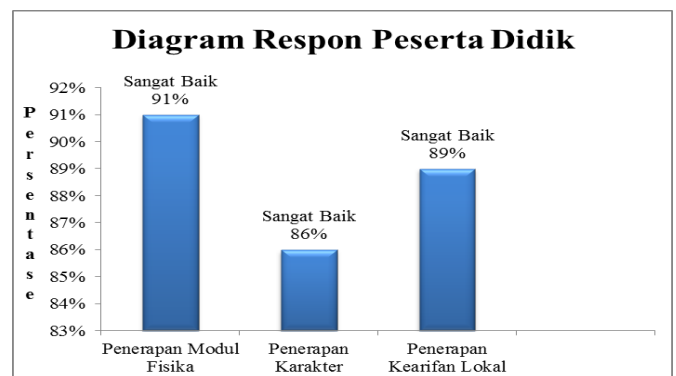 Diagram Respon Peserta Didik
Persentase
92%
91%
90%
89%
88%
87%
86%
85%
84%
83%
Sangat Baik
91%
Sangat Baik
86%
Sangat Baik
89%
Penerapan Modul
Fisika
Penerapan
Karakter
Penerapan
Kearifan Lokal